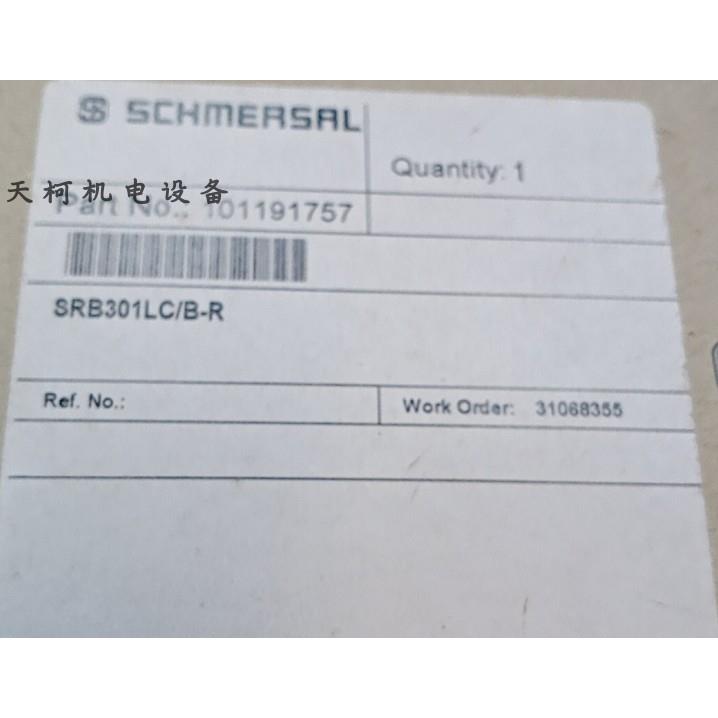 SCHMERSAL
Quantity: 1
天柯机电设备
Part No.: 101191757
SRB301LC/B-R
Ref. No.:
Work Order: 31068355